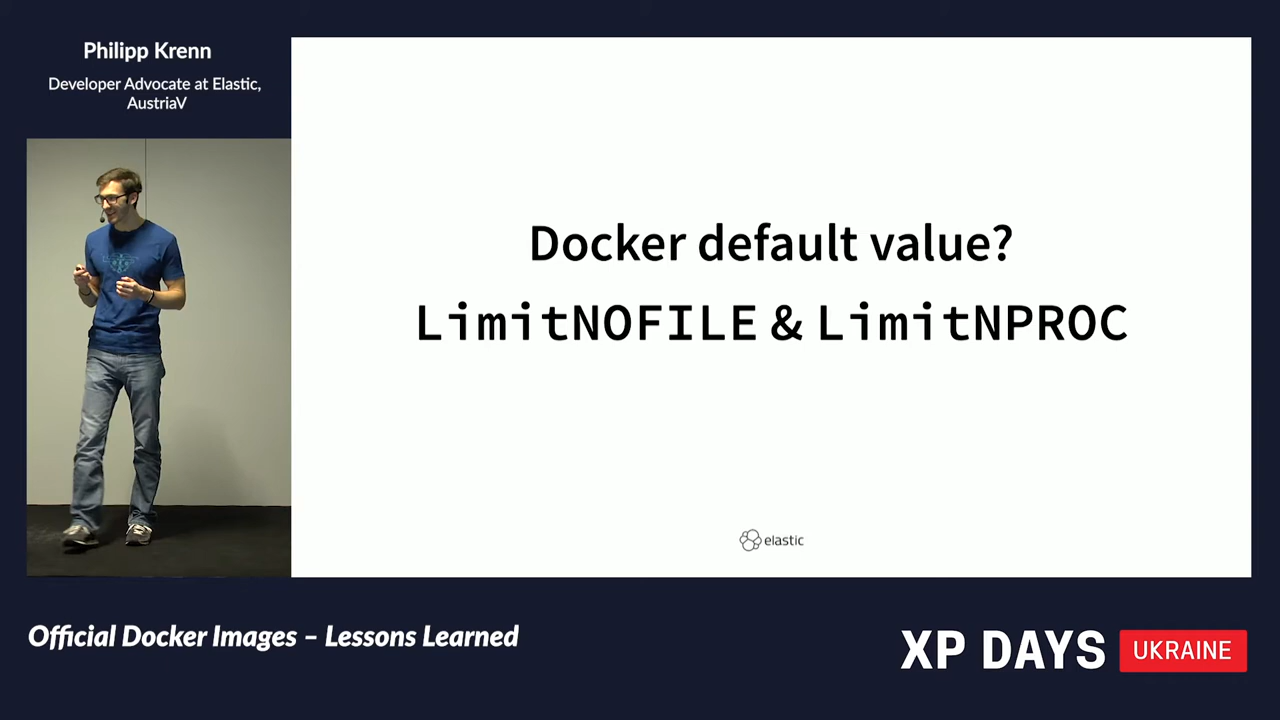 Philipp Krenn
Developer Advocate at Elastic,
AustriaV
Docker default value?
LimitNOFILE & LimitNPROC
elastic
Official Docker Images – Lessons Learned
XP DAYS UKRAINE